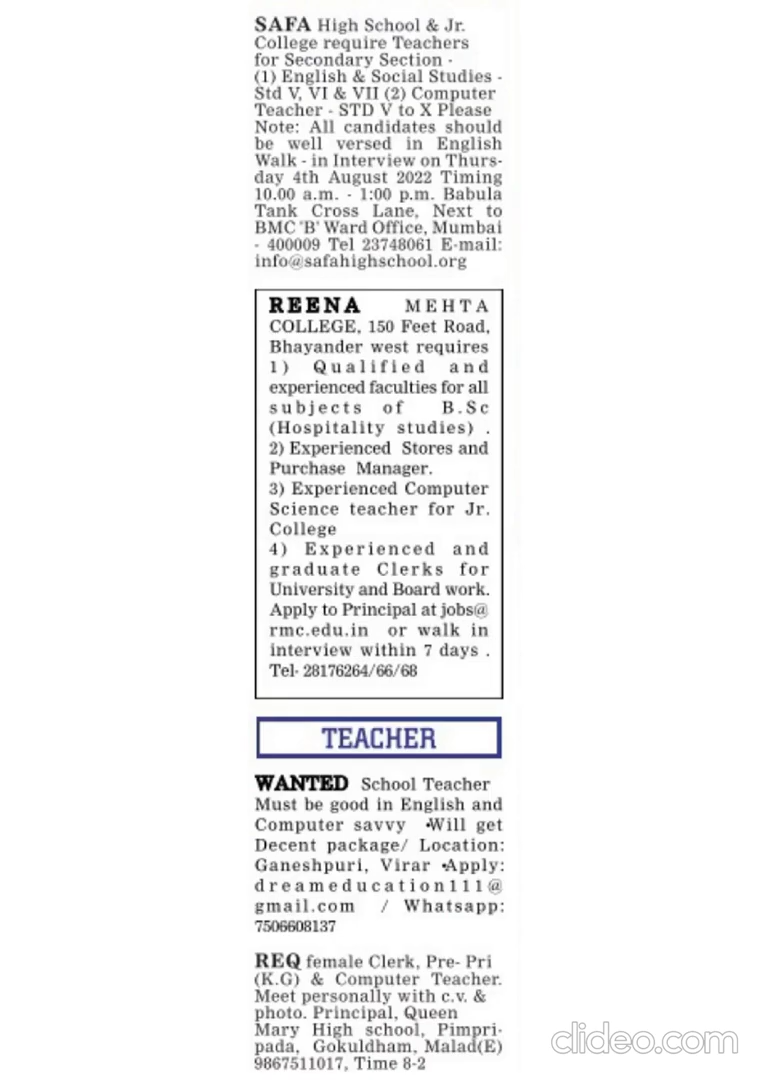 SAFA High School & Jr.
College require Teachers
for Secondary Section -
(1) English & Social Studies -
Std V, VI & VII (2) Computer
Teacher - STD V to X Please
Note: All candidates should
be well versed in English
Walk - in Interview on Thurs-
day 4th August 2022 Timing
10.00 a.m. - 1:00 p.m. Babula
Tank Cross Lane, Next to
BMC 'B' Ward Office, Mumbai
- 400009 Tel 23748061 E-mail:
info@safahighschool.org
REENA MEHTA
COLLEGE, 150 Feet Road,
Bhayander west requires
1) Qualified and
experienced faculties for all
subjects of B.Sc
(Hospitality studies) .
2) Experienced Stores and
Purchase Manager.
3) Experienced Computer
Science teacher for Jr.
College
4) Experienced and
graduate Clerks for
University and Board work.
Apply to Principal at jobs@
rmc.edu.in or walk in
interview within 7 days .
Tel- 28176264/66/68
TEACHER
WANTED School Teacher
Must be good in English and
Computer savvy •Will get
Decent package/ Location:
Ganeshpuri, Virar •Apply:
dreameducation111@
gmail.com / Whatsapp:
7506608137
REQ female Clerk, Pre- Pri
(K.G) & Computer Teacher.
Meet personally with c.v. &
photo. Principal, Queen
Mary High school, Pimpri-
pada, Gokuldham, Malad(E)
9867511017, Time 8-2
clideo.com